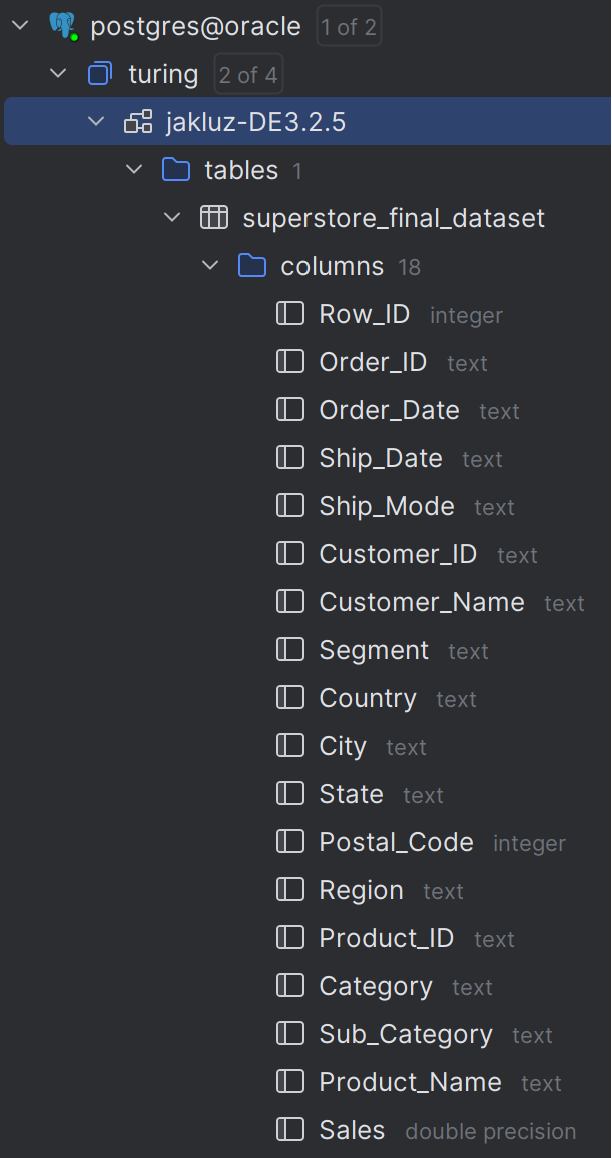 postgres@oracle 1 of 2
turing 2 of 4
jakluz-DE3.2.5
tables 1
superstore_final_dataset
columns 18
Row_ID integer
Order_ID text
Order_Date text
Ship_Date text
Ship_Mode text
Customer_ID text
Customer_Name text
Segment text
Country text
City text
State text
Postal_Code integer
Region text
Product_ID text
Category text
Sub_Category text
Product_Name text
Sales double precision